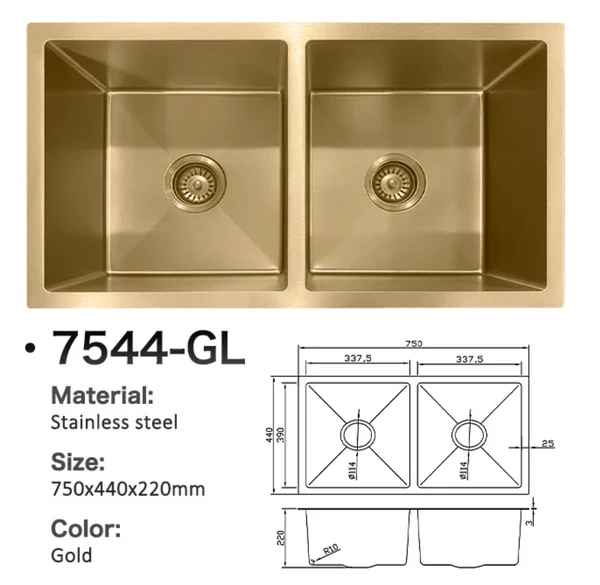 • 7544-GL
Material:
Stainless steel
Size:
750x440x220mm
Color:
Gold
750
337,5 337,5
440
390
25
ø114 ø114
220
R10
3